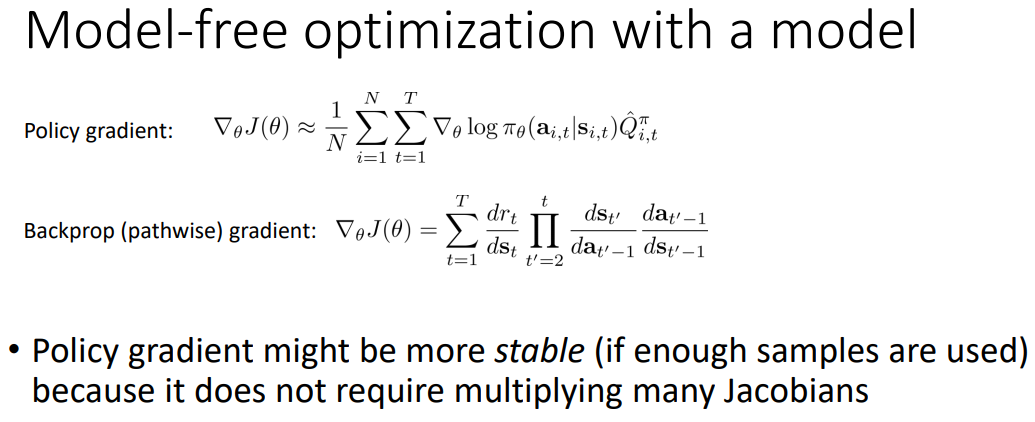 Model-free optimization with a model
Policy gradient: $\nabla_\theta J(\theta) \approx \frac{1}{N} \sum_{i=1}^{N} \sum_{t=1}^{T} \nabla_\theta \log \pi_\theta(\mathbf{a}_{i,t}|\mathbf{s}_{i,t}) \hat{Q}^{\pi}_{i,t}$
Backprop (pathwise) gradient: $\nabla_\theta J(\theta) = \sum_{t=1}^{T} \frac{dr_t}{d\mathbf{s}_t} \prod_{t'=2}^{t} \frac{d\mathbf{s}_{t'}}{d\mathbf{a}_{t'-1}} \frac{d\mathbf{a}_{t'-1}}{d\mathbf{s}_{t'-1}}$
• Policy gradient might be more stable (if enough samples are used)
because it does not require multiplying many Jacobians